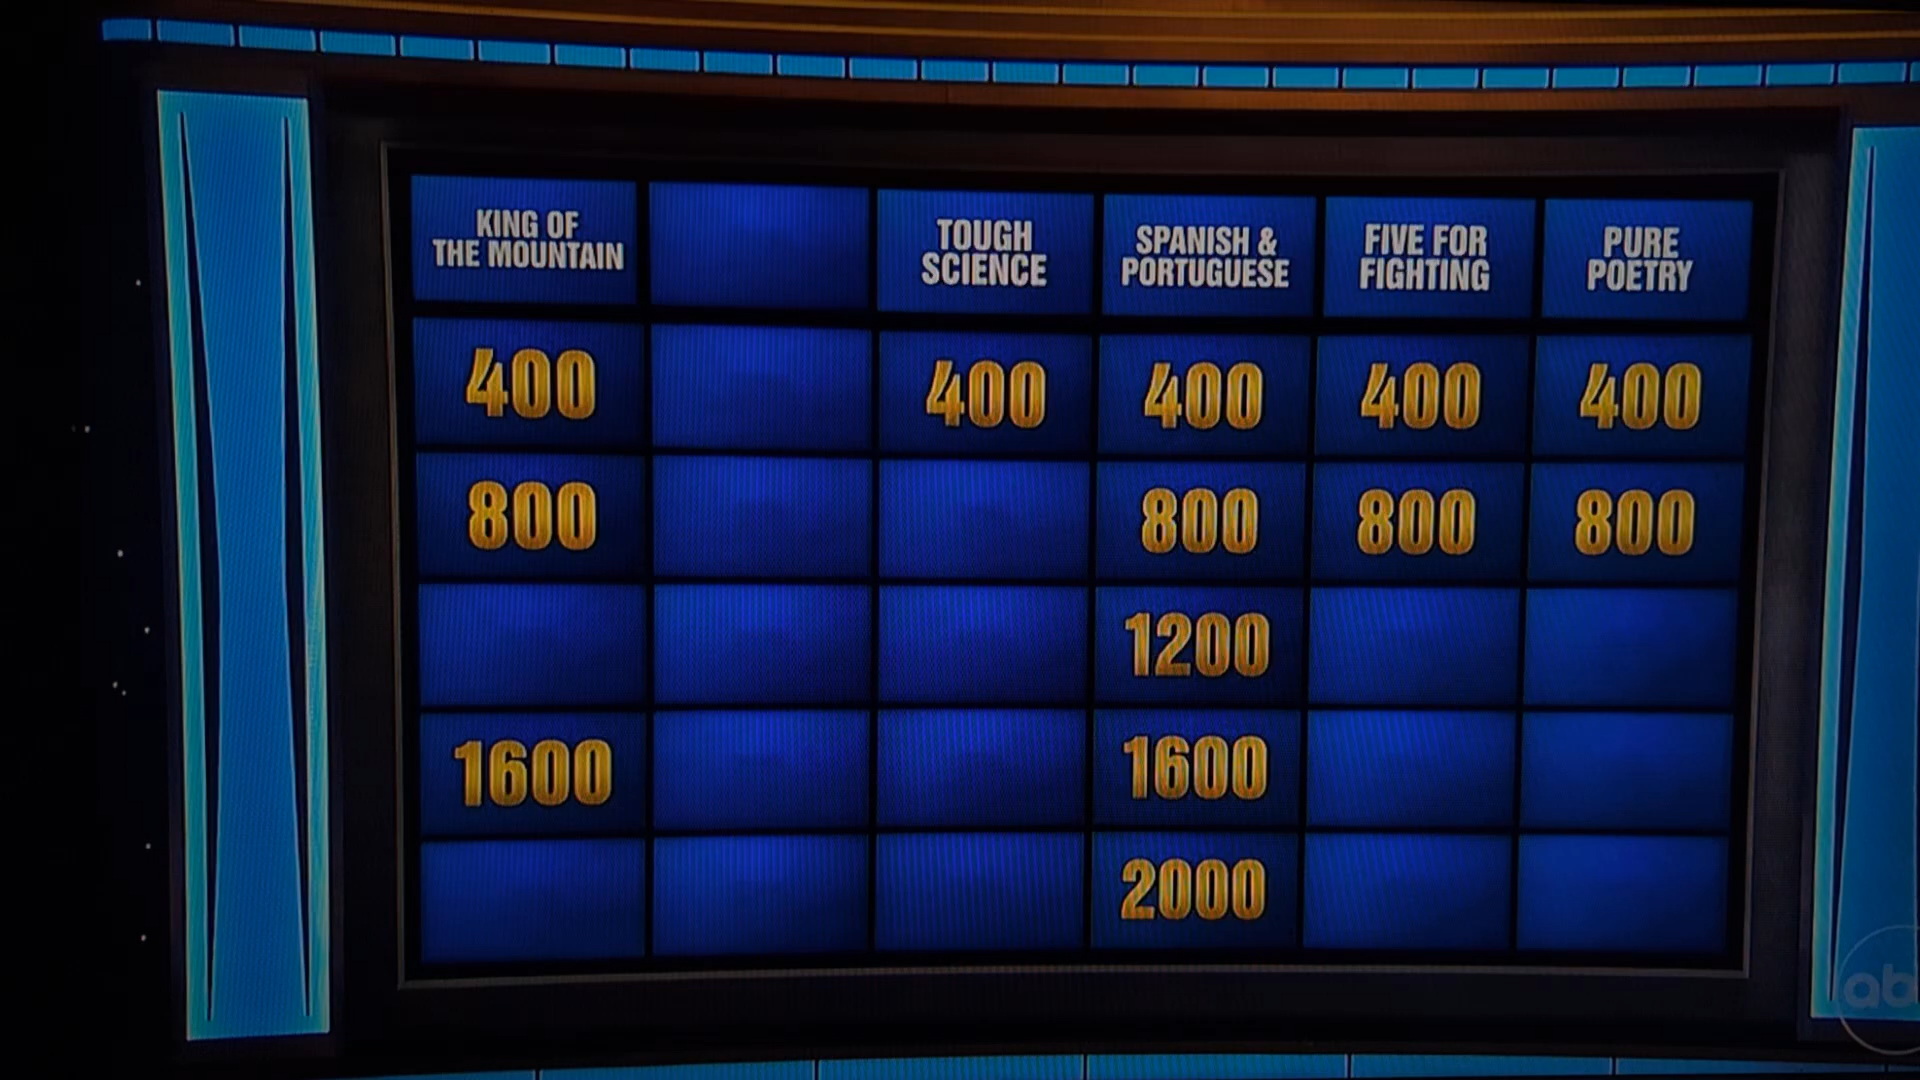 KING OF
THE MOUNTAIN
TOUGH
SCIENCE
SPANISH &
PORTUGUESE
FIVE FOR
FIGHTING
PURE
POETRY
400 400 400 400 400
800 800 800 800
1200
1600 1600
2000